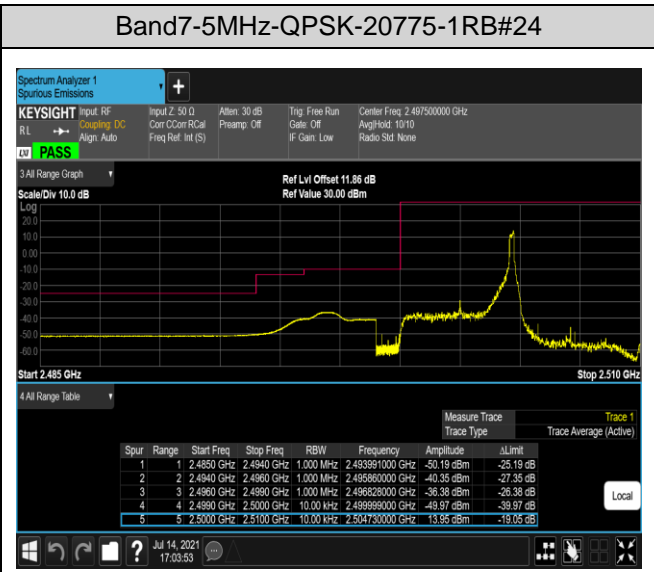 Band7-5MHz-QPSK-20775-1RB#24
Spectrum Analyzer 1
Spurious Emissions
+
KEYSIGHT Input: RF Input Z: 50 Ω Atten: 30 dB Trig: Free Run Center Freq: 2.497500000 GHz
RL Coupling: DC Corr CCorr RCal Preamp: Off Gate: Off Avg|Hold: 10/10
Align: Auto Freq Ref: Int (S) IF Gain: Low Radio Std: None
LXI PASS
3 All Range Graph
Ref Lvl Offset 11.86 dB
Scale/Div 10.0 dB Ref Value 30.00 dBm
Log
20.0
10.0
0.00
-10.0
-20.0
-30.0
-40.0
-50.0
-60.0
Start 2.485 GHz Stop 2.510 GHz
4 All Range Table
Measure Trace Trace 1
Trace Type Trace Average (Active)
Spur Range Start Freq Stop Freq RBW Frequency Amplitude ΔLimit
1 1 2.4850 GHz 2.4940 GHz 1.000 MHz 2.493991000 GHz -50.19 dBm -25.19 dB
2 2 2.4940 GHz 2.4960 GHz 1.000 MHz 2.495860000 GHz -40.35 dBm -27.35 dB
3 3 2.4960 GHz 2.4990 GHz 1.000 MHz 2.496828000 GHz -36.38 dBm -26.38 dB
4 4 2.4990 GHz 2.5000 GHz 10.00 kHz 2.499999000 GHz -49.97 dBm -39.97 dB
5 5 2.5000 GHz 2.5100 GHz 10.00 kHz 2.504730000 GHz 13.95 dBm -19.05 dB
Local
? Jul 14, 2021
17:03:53